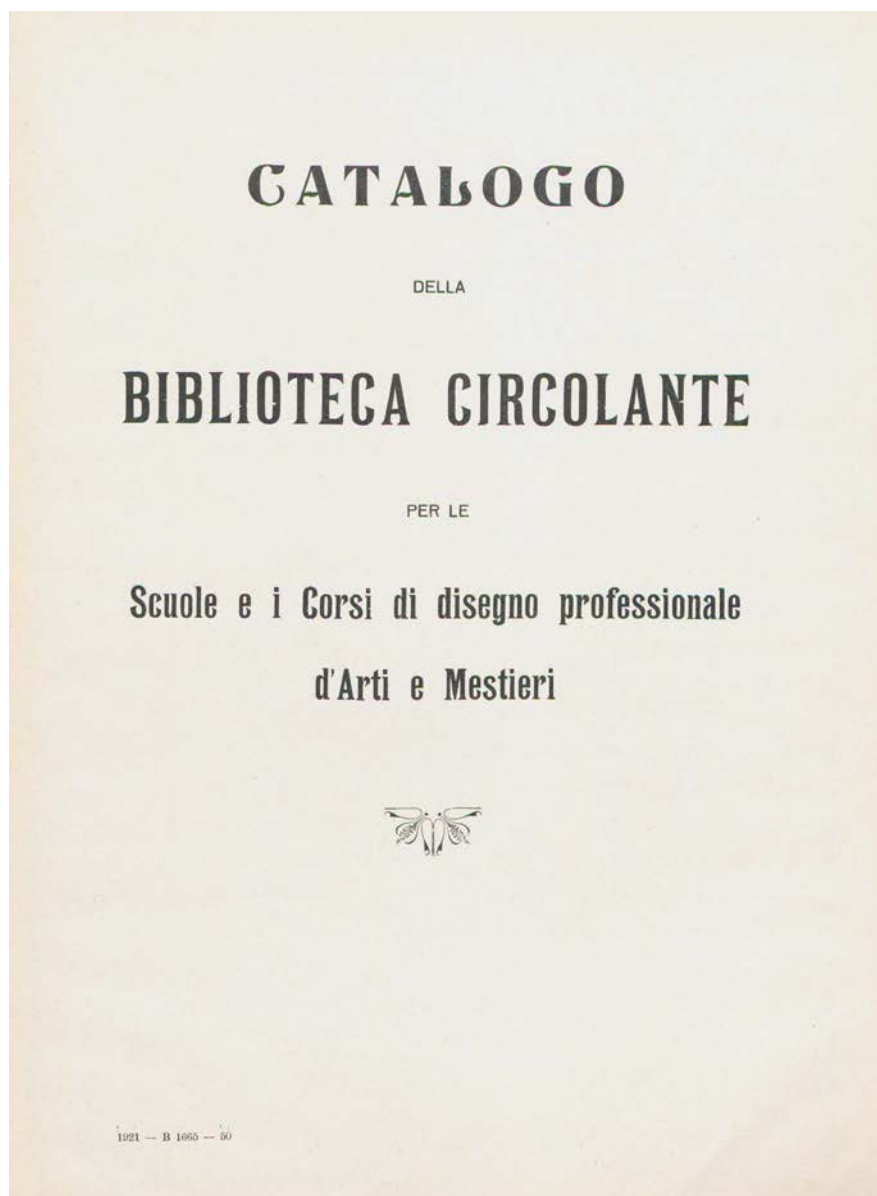 CATALOGO
DELLA
BIBLIOTECA CIRCOLANTE
PER LE
Scuole e i Corsi di disegno professionale
d'Arti e Mestieri
1921 — B 1665 — 50